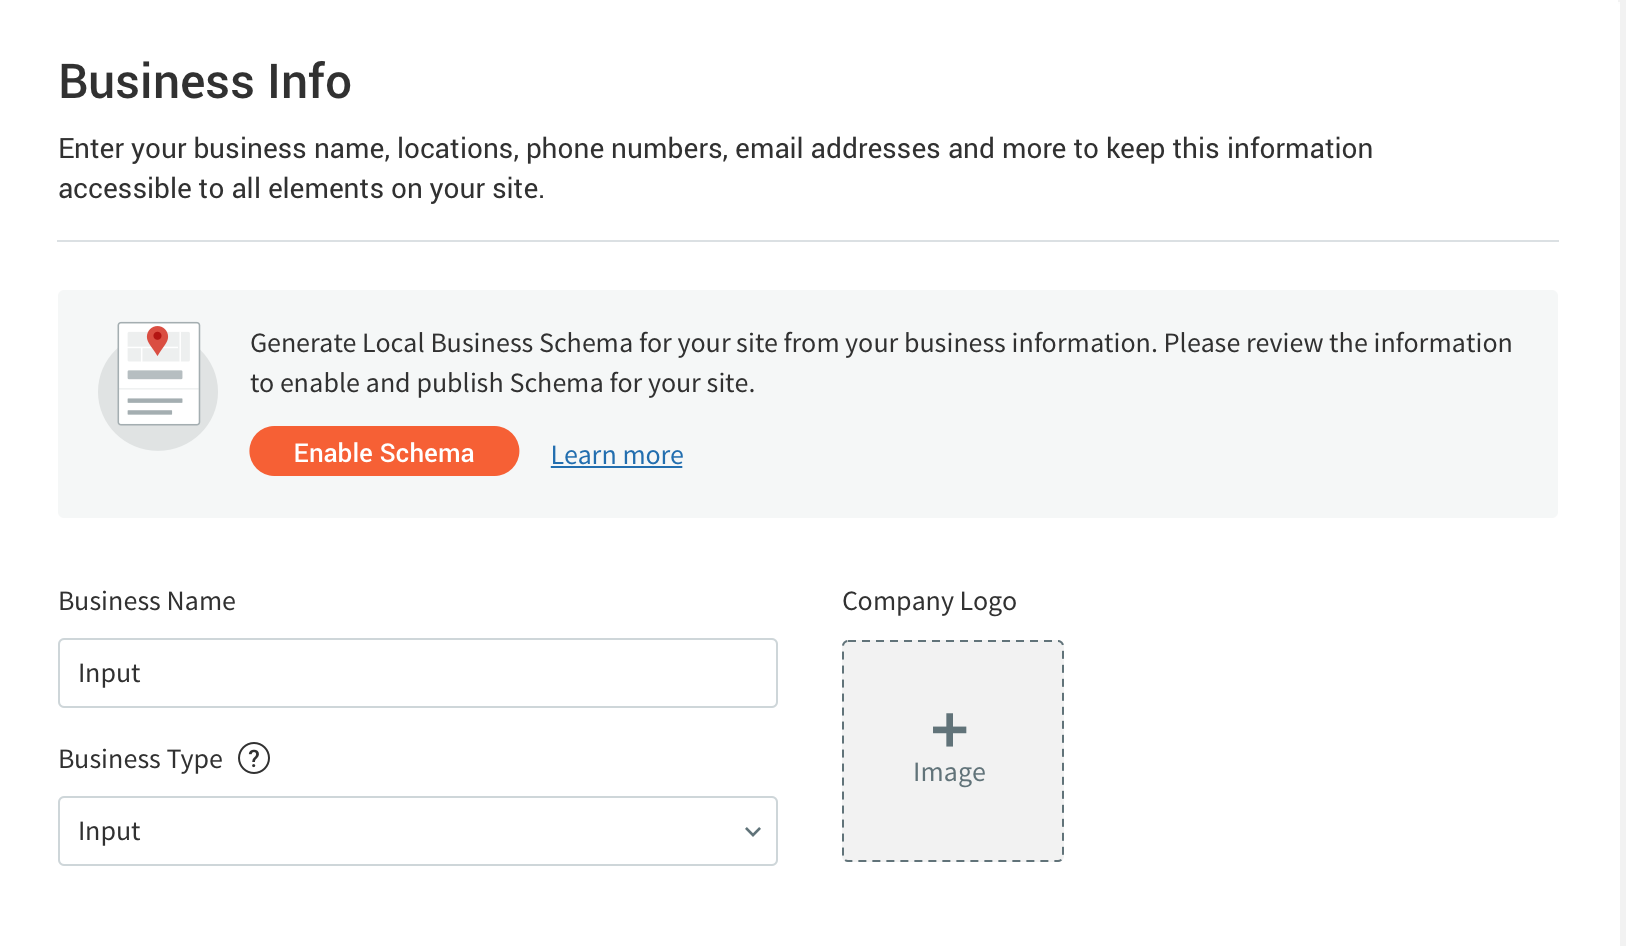 Business Info
Enter your business name, locations, phone numbers, email addresses and more to keep this information
accessible to all elements on your site.
Generate Local Business Schema for your site from your business information. Please review the information
to enable and publish Schema for your site.
Enable Schema
Learn more
Business Name
Input
Business Type ?
Input
Company Logo
Image